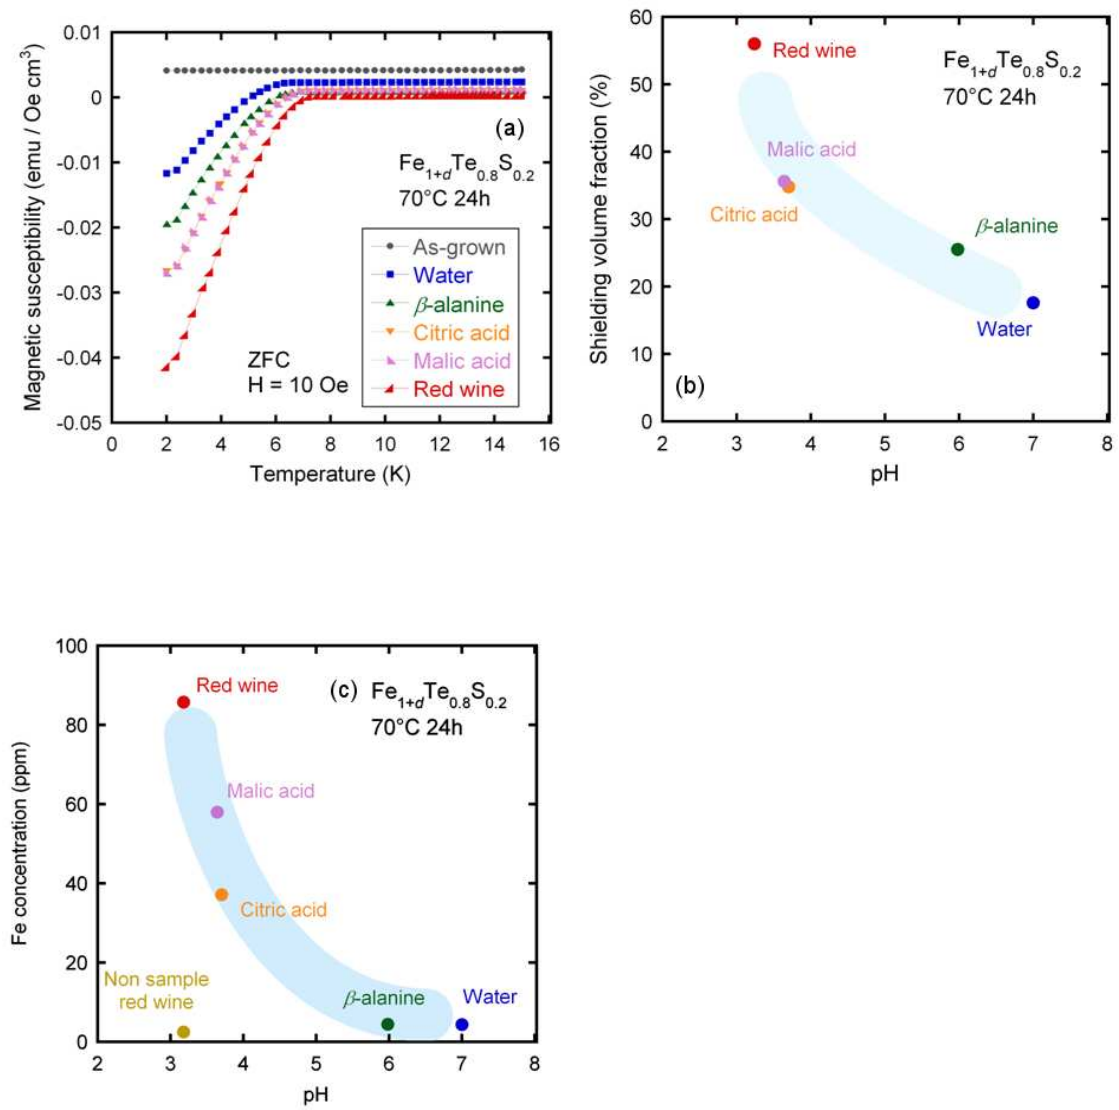 0.01
0
-0.01
-0.02
-0.03
-0.04
-0.05
Magnetic susceptibility (emu / Oe cm³)
(a)
Fe₁₊dTe₀.₈S₀.₂
70°C 24h
As-grown
Water
β-alanine
Citric acid
Malic acid
Red wine
ZFC
H = 10 Oe
0 2 4 6 8 10 12 14 16
Temperature (K)
60
50
40
30
20
10
0
Shielding volume fraction (%)
Red wine
Fe₁₊dTe₀.₈S₀.₂
70°C 24h
Malic acid
Citric acid
β-alanine
Water
(b)
2 3 4 5 6 7 8
pH
100
80
60
40
20
0
Fe concentration (ppm)
Red wine
(c) Fe₁₊dTe₀.₈S₀.₂
70°C 24h
Malic acid
Citric acid
Non sample
red wine
β-alanine
Water
2 3 4 5 6 7 8
pH